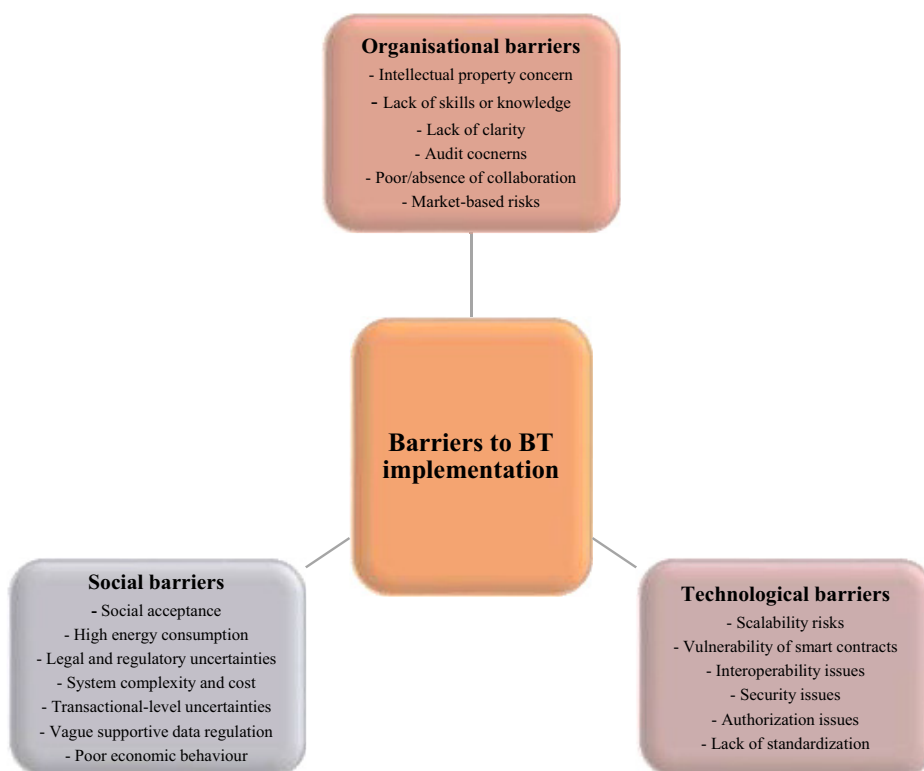 Organisational barriers
- Intellectual property concern
- Lack of skills or knowledge
- Lack of clarity
- Audit cocnerns
- Poor/absence of collaboration
- Market-based risks
Barriers to BT
implementation
Social barriers
- Social acceptance
- High energy consumption
- Legal and regulatory uncertainties
- System complexity and cost
- Transactional-level uncertainties
- Vague supportive data regulation
- Poor economic behaviour
Technological barriers
- Scalability risks
- Vulnerability of smart contracts
- Interoperability issues
- Security issues
- Authorization issues
- Lack of standardization